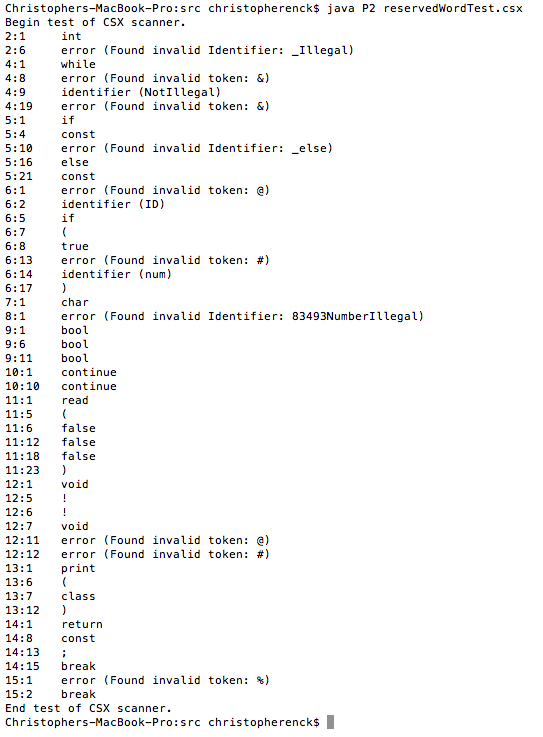 Christophers-MacBook-Pro:src christopherenck$ java P2 reservedWordTest.csx
Begin test of CSX scanner.
2:1 int
2:6 error (Found invalid Identifier: _Illegal)
4:1 while
4:8 error (Found invalid token: &)
4:9 identifier (NotIllegal)
4:19 error (Found invalid token: &)
5:1 if
5:4 const
5:10 error (Found invalid Identifier: _else)
5:16 else
5:21 const
6:1 error (Found invalid token: @)
6:2 identifier (ID)
6:5 if
6:7 (
6:8 true
6:13 error (Found invalid token: #)
6:14 identifier (num)
6:17 )
7:1 char
8:1 error (Found invalid Identifier: 83493NumberIllegal)
9:1 bool
9:6 bool
9:11 bool
10:1 continue
10:10 continue
11:1 read
11:5 (
11:6 false
11:12 false
11:18 false
11:23 )
12:1 void
12:5 !
12:6 !
12:7 void
12:11 error (Found invalid token: @)
12:12 error (Found invalid token: #)
13:1 print
13:6 (
13:7 class
13:12 )
14:1 return
14:8 const
14:13 ;
14:15 break
15:1 error (Found invalid token: %)
15:2 break
End test of CSX scanner.
Christophers-MacBook-Pro:src christopherenck$